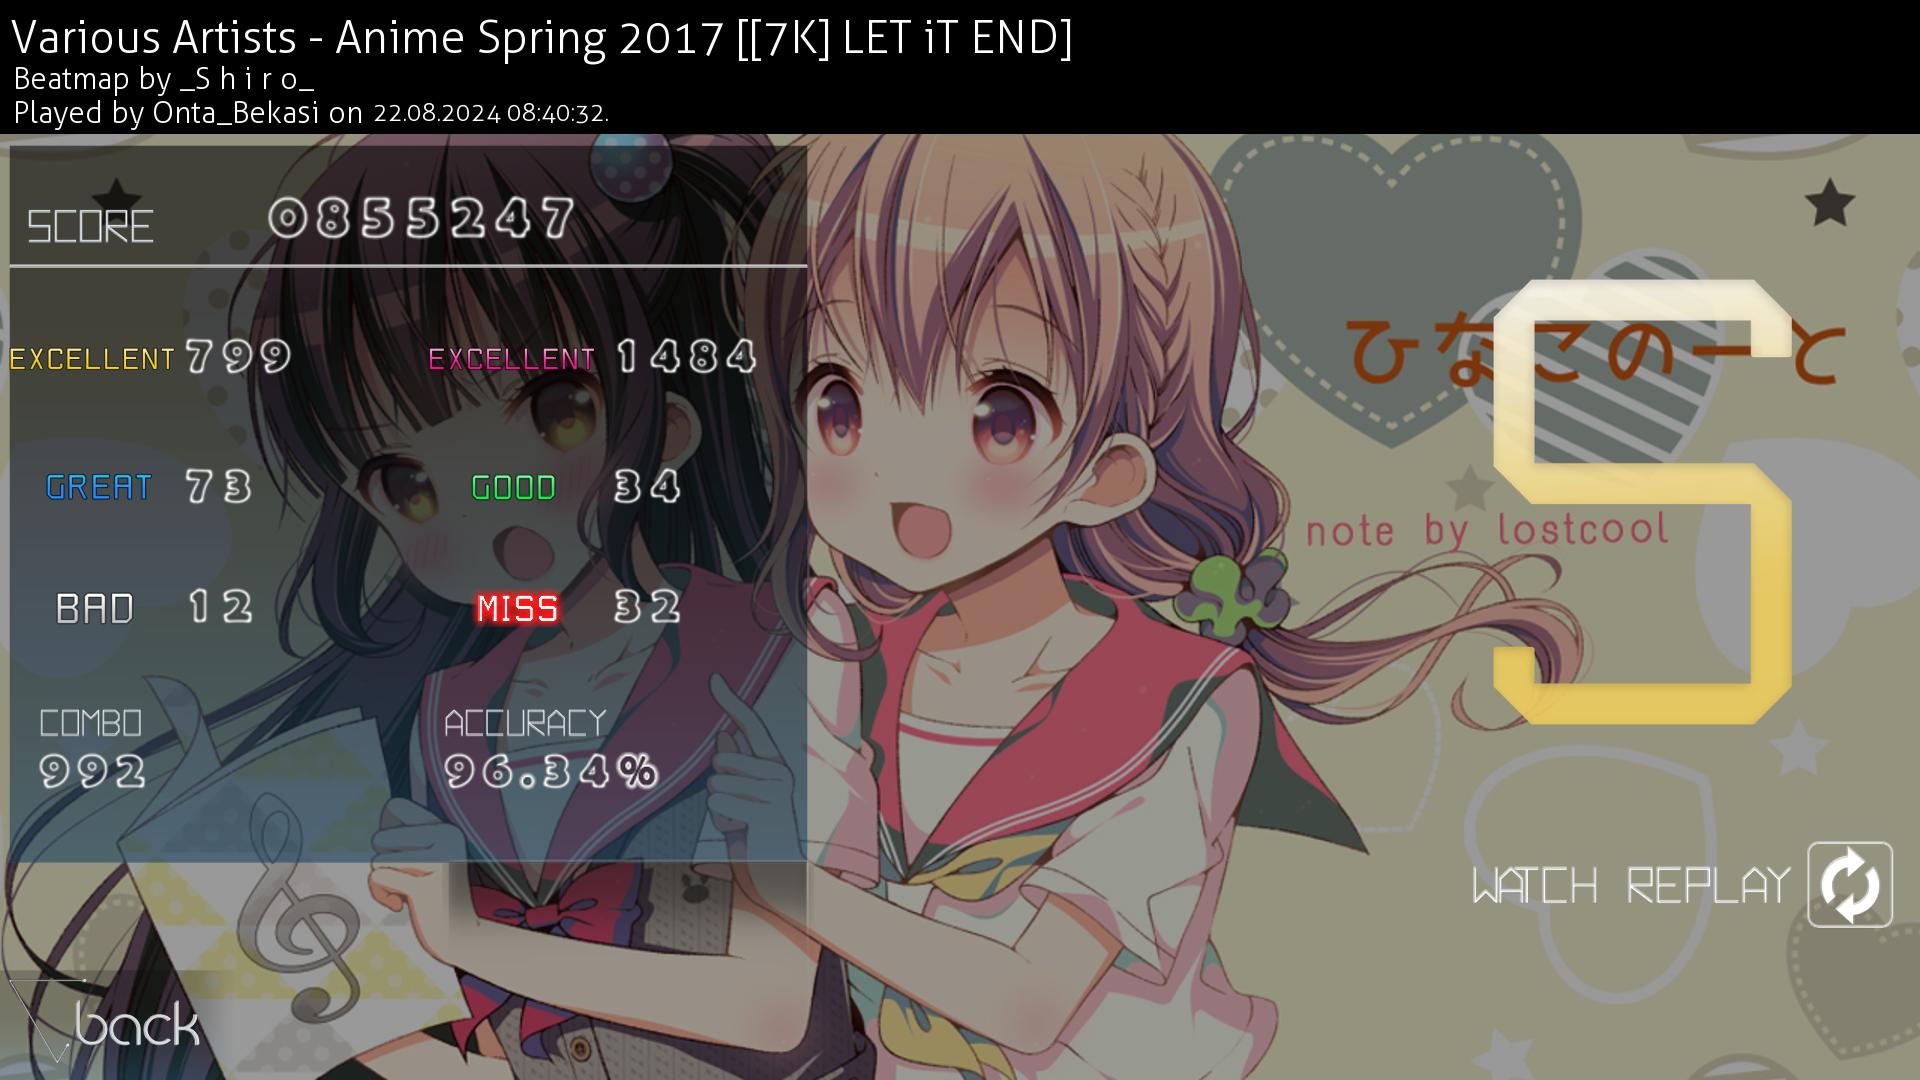 Various Artists - Anime Spring 2017 [[7K] LET iT END]
Beatmap by _S h i r o_
Played by Onta_Bekasi on 22.08.2024 08:40:32.
SCORE 0855247
EXCELLENT 799 EXCELLENT 1484
GREAT 73 GOOD 34
BAD 12 MISS 32
COMBO ACCURACY
992 96.34%
ひなこのーと
S
note by lostcool
WATCH REPLAY
back